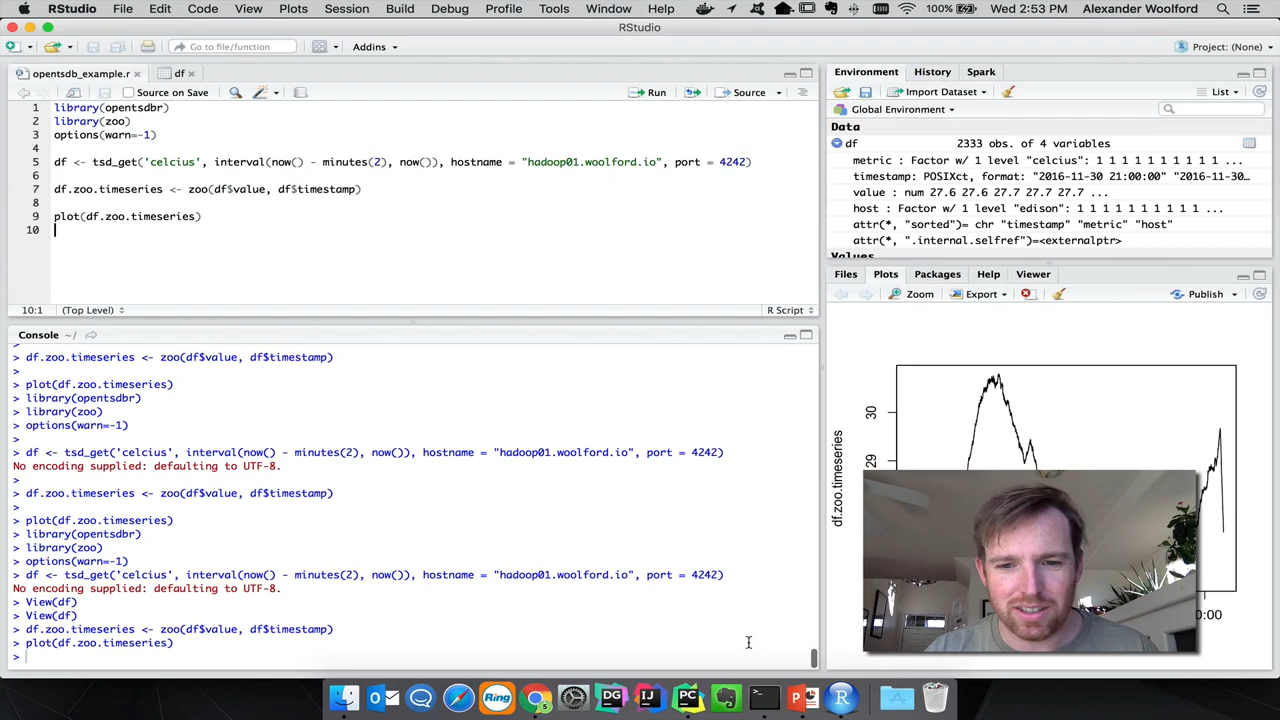 RStudio File Edit Code View Plots Session Build Debug Profile Tools Window Help 100% Wed 2:53 PM Alexander Woolford
RStudio
Go to file/function Addins Project: (None)
opentsdb_example.r df
Source on Save Run Source
1 library(opentsdbr)
2 library(zoo)
3 options(warn=-1)
4
5 df <- tsd_get('celcius', interval(now() - minutes(2), now()), hostname = "hadoop01.woolford.io", port = 4242)
6
7 df.zoo.timeseries <- zoo(df$value, df$timestamp)
8
9 plot(df.zoo.timeseries)
10
10:1 (Top Level) R Script
Console ~/
>
> df.zoo.timeseries <- zoo(df$value, df$timestamp)
>
> plot(df.zoo.timeseries)
> library(opentsdbr)
> library(zoo)
> options(warn=-1)
>
> df <- tsd_get('celcius', interval(now() - minutes(2), now()), hostname = "hadoop01.woolford.io", port = 4242)
No encoding supplied: defaulting to UTF-8.
>
> df.zoo.timeseries <- zoo(df$value, df$timestamp)
>
> plot(df.zoo.timeseries)
> library(opentsdbr)
> library(zoo)
> options(warn=-1)
> df <- tsd_get('celcius', interval(now() - minutes(2), now()), hostname = "hadoop01.woolford.io", port = 4242)
No encoding supplied: defaulting to UTF-8.
> View(df)
> View(df)
> df.zoo.timeseries <- zoo(df$value, df$timestamp)
> plot(df.zoo.timeseries)
>
Environment History Spark
Import Dataset List
Global Environment
Data
df 2333 obs. of 4 variables
metric : Factor w/ 1 level "celcius": 1 1 1 1 1 1 1 1 1 1 ...
timestamp: POSIXct, format: "2016-11-30 21:00:00" "2016-11-30…
value : num 27.6 27.6 27.7 27.7 27.7 ...
host : Factor w/ 1 level "edison": 1 1 1 1 1 1 1 1 1 1 ...
attr(*, "sorted")= chr "timestamp" "metric" "host"
attr(*, ".internal.selfref")=<externalptr>
Values
Files Plots Packages Help Viewer
Zoom Export Publish
30
29
df.zoo.timeseries
:00
Ring DG IJ PC P R